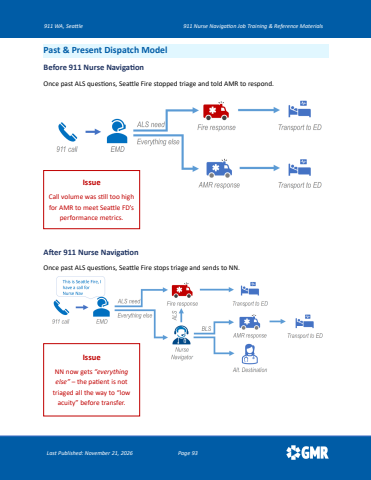 911 WA, Seattle
911 Nurse Navigation Job Training & Reference Materials
Past & Present Dispatch Model
Before 911 Nurse Navigation
Once past ALS questions, Seattle Fire stopped triage and told AMR to respond.
ALS need
Everything else
911 call
EMD
Fire response
Transport to ED
AMR response
Transport to ED
Issue
Call volume was still too high
for AMR to meet Seattle FD's
performance metrics.
After 911 Nurse Navigation
Once past ALS questions, Seattle Fire stops triage and sends to NN.
This is Seattle Fire, I
have a call for
Nurse Nav
ALS need
Everything else
911 call
EMD
Fire response
Transport to ED
ALS
BLS
Nurse
Navigator
AMR response
Transport to ED
Alt. Destination
Issue
NN now gets "everything
else" – the patient is not
triaged all the way to "low
acuity" before transfer.
Last Published: November 21, 2026
Page 93
GMR